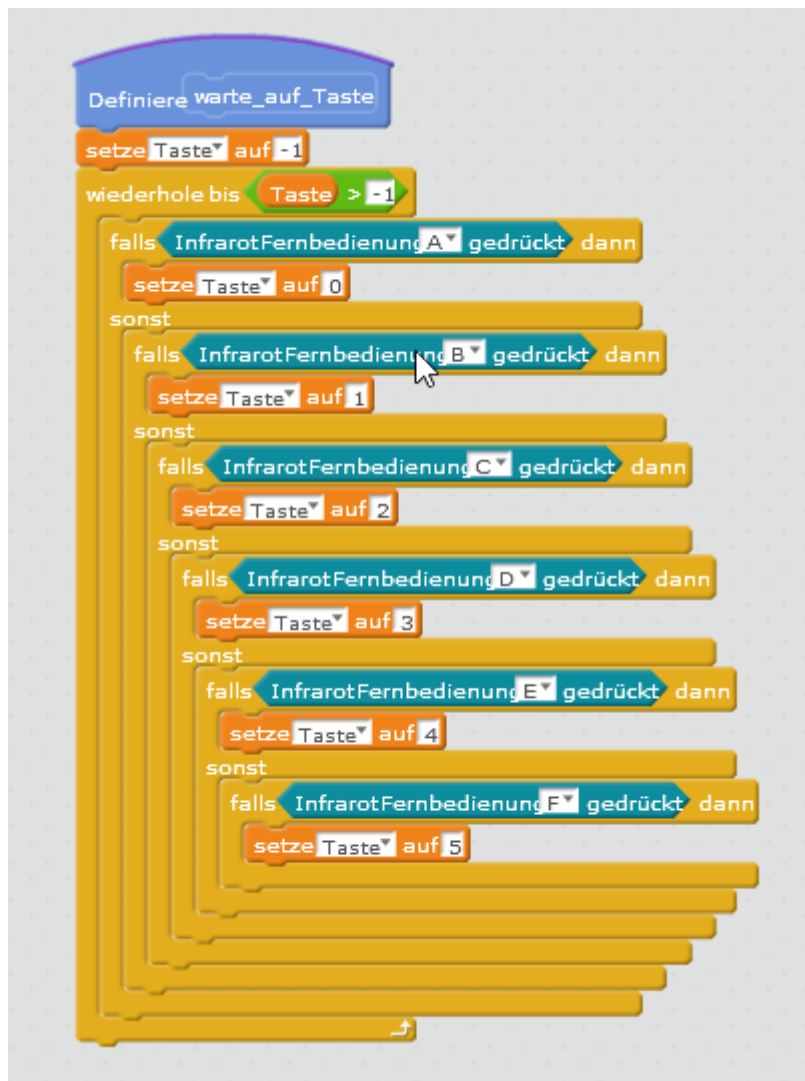 Definiere warte_auf_Taste
setze Taste auf -1
wiederhole bis Taste > -1
falls InfrarotFernbedienung A gedrückt dann
setze Taste auf 0
sonst
falls InfrarotFernbedienung B gedrückt dann
setze Taste auf 1
sonst
falls InfrarotFernbedienung C gedrückt dann
setze Taste auf 2
sonst
falls InfrarotFernbedienung D gedrückt dann
setze Taste auf 3
sonst
falls InfrarotFernbedienung E gedrückt dann
setze Taste auf 4
sonst
falls InfrarotFernbedienung F gedrückt dann
setze Taste auf 5